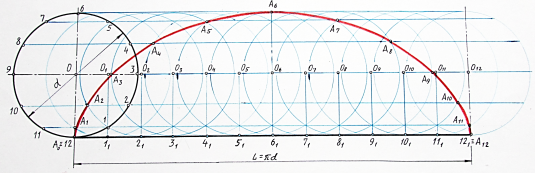 6 A₆
7 5 A₅ A₇
8 4 A₄ A₈
9 O O₁ A₃ 3 O₂ O₃ O₄ O₅ O₆ O₇ O₈ O₉ O₁₀ O₁₁ A₉ O₁₂
d
10 A₂ 2 A₁₀
11 A₁ 1 A₁₁
A₀=12 1₁ 2₁ 3₁ 4₁ 5₁ 6₁ 7₁ 8₁ 9₁ 10₁ 11₁ 12₁=A₁₂
L=πd